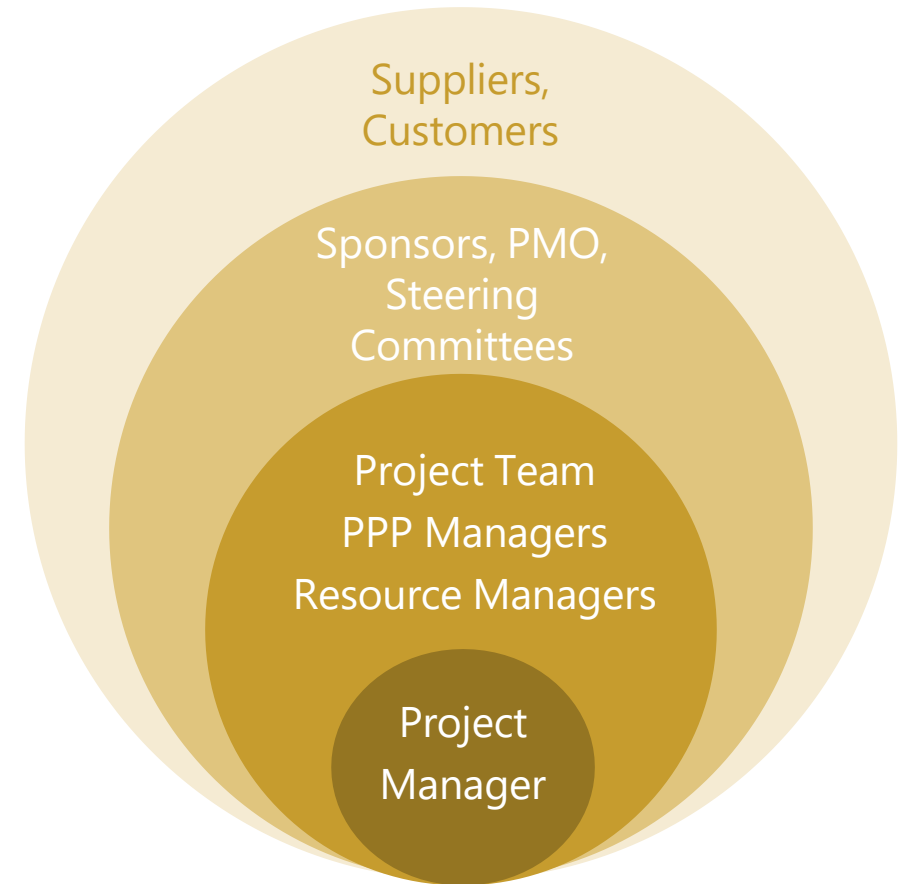 Suppliers,
Customers
Sponsors, PMO,
Steering
Committees
Project Team
PPP Managers
Resource Managers
Project
Manager